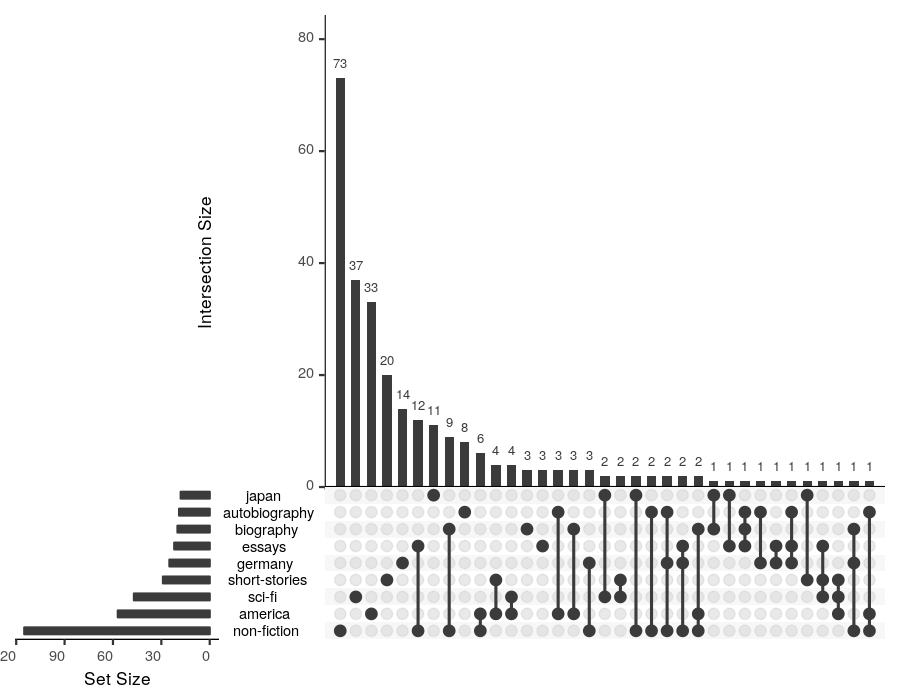 80
73
60
Intersection Size
40
37
33
20
20
14
12 11
9 8
6
4 4
3 3 3 3 3
2 2 2 2 2 2 2
1 1 1 1 1 1 1 1 1 1 1
0
japan
autobiography
biography
essays
germany
short-stories
sci-fi
america
non-fiction
20 90 60 30 0
Set Size